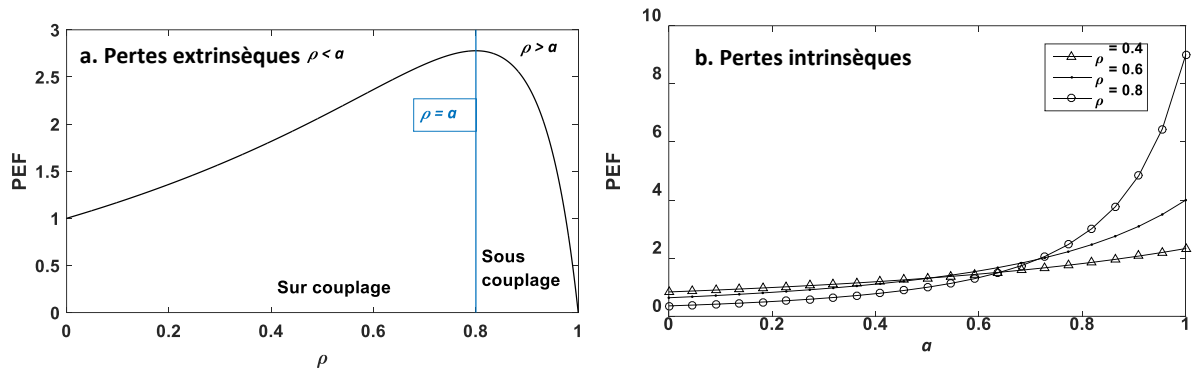 a. Pertes extrinsèques ρ < a
ρ > a
ρ = a
Sous
couplage
Sur couplage
PEF
3
2.5
2
1.5
1
0.5
0
0 0.2 0.4 0.6 0.8 1
ρ
b. Pertes intrinsèques
ρ = 0.4
ρ = 0.6
ρ = 0.8
PEF
10
8
6
4
2
0
0 0.2 0.4 0.6 0.8 1
a